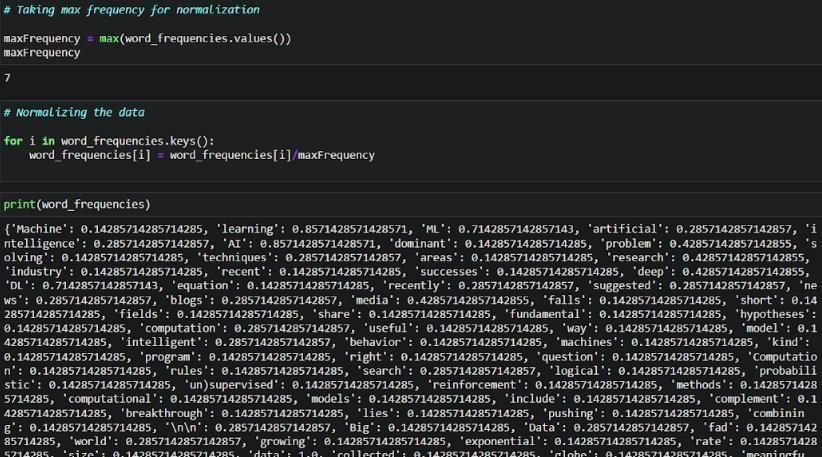 # Taking max frequency for normalization
maxFrequency = max(word_frequencies.values())
maxFrequency
7
# Normalizing the data
for i in word_frequencies.keys():
    word_frequencies[i] = word_frequencies[i]/maxFrequency
print(word_frequencies)
{'Machine': 0.14285714285714285, 'learning': 0.8571428571428571, 'ML': 0.7142857142857143, 'artificial': 0.2857142857142857, 'i
ntelligence': 0.2857142857142857, 'AI': 0.8571428571428571, 'dominant': 0.14285714285714285, 'problem': 0.42857142857142855, 's
olving': 0.14285714285714285, 'techniques': 0.2857142857142857, 'areas': 0.14285714285714285, 'research': 0.42857142857142855,
'industry': 0.14285714285714285, 'recent': 0.14285714285714285, 'successes': 0.14285714285714285, 'deep': 0.42857142857142855,
'DL': 0.7142857142857143, 'equation': 0.14285714285714285, 'recently': 0.2857142857142857, 'suggested': 0.2857142857142857, 'ne
ws': 0.2857142857142857, 'blogs': 0.2857142857142857, 'media': 0.42857142857142855, 'falls': 0.14285714285714285, 'short': 0.14
285714285714285, 'fields': 0.14285714285714285, 'share': 0.14285714285714285, 'fundamental': 0.14285714285714285, 'hypotheses':
0.14285714285714285, 'computation': 0.2857142857142857, 'useful': 0.14285714285714285, 'way': 0.14285714285714285, 'model': 0.1
4285714285714285, 'intelligent': 0.2857142857142857, 'behavior': 0.14285714285714285, 'machines': 0.14285714285714285, 'kind':
0.14285714285714285, 'program': 0.14285714285714285, 'right': 0.14285714285714285, 'question': 0.14285714285714285, 'Computatio
n': 0.14285714285714285, 'rules': 0.14285714285714285, 'search': 0.2857142857142857, 'logical': 0.14285714285714285, 'probabili
stic': 0.14285714285714285, 'un)supervised': 0.14285714285714285, 'reinforcement': 0.14285714285714285, 'methods': 0.1428571428
5714285, 'computational': 0.14285714285714285, 'models': 0.14285714285714285, 'include': 0.14285714285714285, 'complement': 0.1
4285714285714285, 'breakthrough': 0.14285714285714285, 'lies': 0.14285714285714285, 'pushing': 0.14285714285714285, 'combinin
g': 0.14285714285714285, '\n\n': 0.2857142857142857, 'Big': 0.14285714285714285, 'Data': 0.2857142857142857, 'fad': 0.142857142
85714285, 'world': 0.2857142857142857, 'growing': 0.14285714285714285, 'exponential': 0.14285714285714285, 'rate': 0.1428571428
5714285, 'size': 0.14285714285714285, 'data': 1.0, 'collected': 0.14285714285714285, 'globe': 0.14285714285714285, 'meaningfu